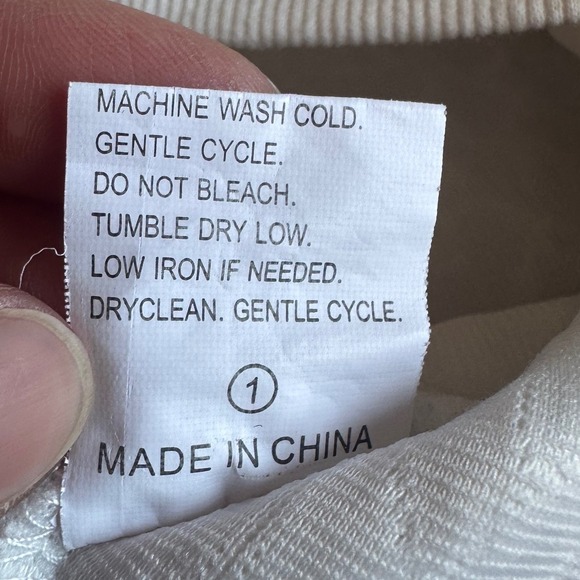 MACHINE WASH COLD.
GENTLE CYCLE.
DO NOT BLEACH.
TUMBLE DRY LOW.
LOW IRON IF NEEDED.
DRYCLEAN. GENTLE CYCLE.
1
MADE IN CHINA